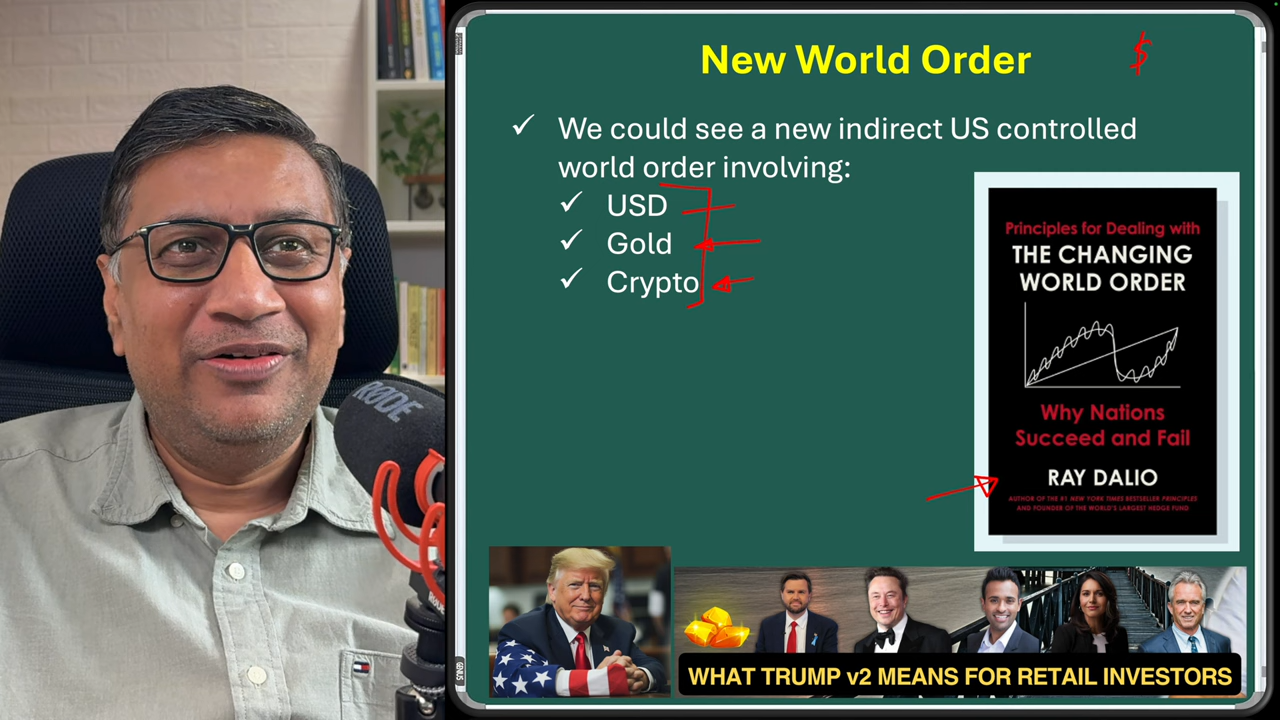 New World Order
$
✓ We could see a new indirect US controlled
world order involving:
✓ USD
✓ Gold
✓ Crypto
Principles for Dealing with
THE CHANGING
WORLD ORDER
Why Nations
Succeed and Fail
RAY DALIO
AUTHOR OF THE #1 NEW YORK TIMES BESTSELLER PRINCIPLES
AND FOUNDER OF THE WORLD'S LARGEST HEDGE FUND
WHAT TRUMP v2 MEANS FOR RETAIL INVESTORS
RØDE